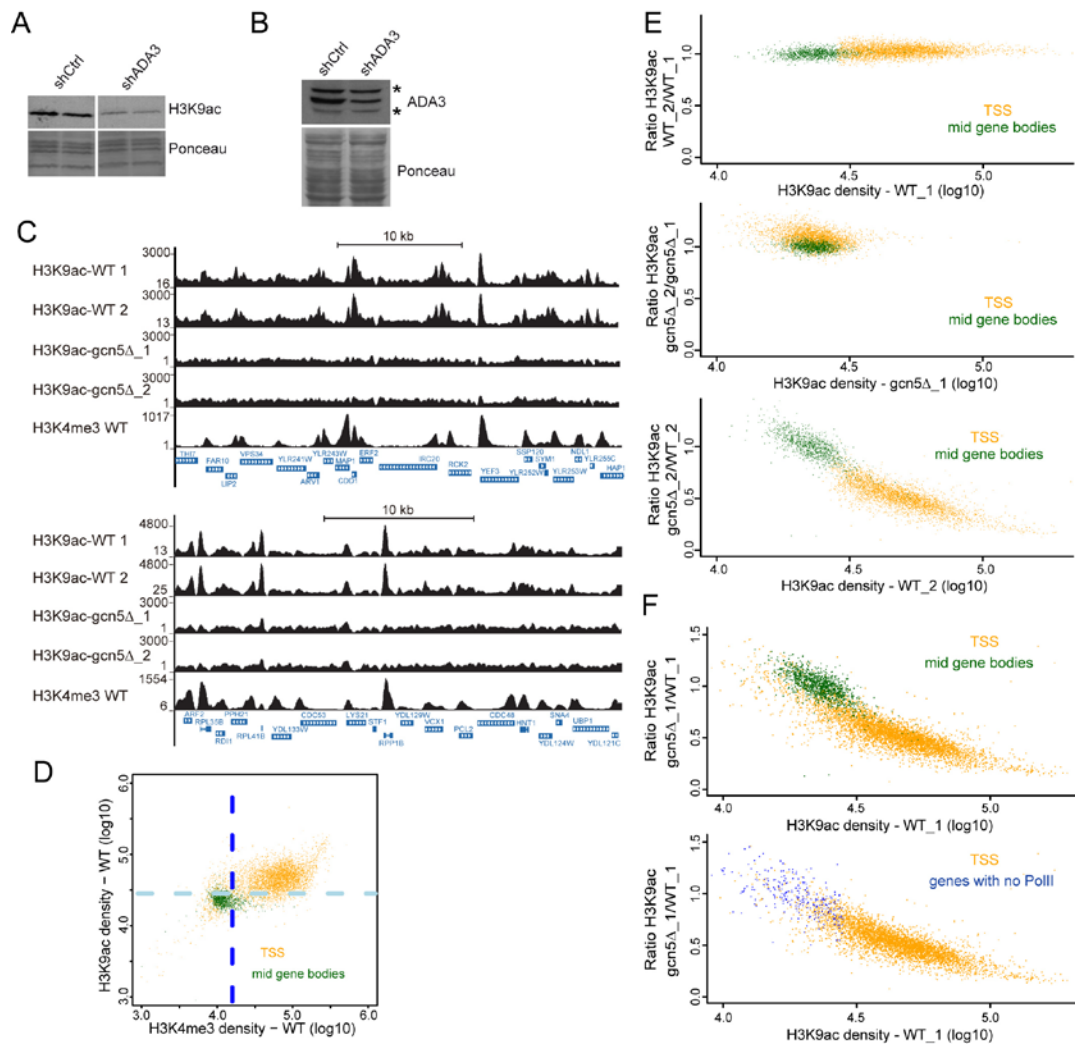 A
shCtrl
shADA3
H3K9ac
Ponceau
B
shCtrl
shADA3
*
ADA3
*
Ponceau
C
10 kb
3000
H3K9ac-WT 1
16
3000
H3K9ac-WT 2
13
3000
H3K9ac-gcn5Δ_1
1
3000
H3K9ac-gcn5Δ_2
1
1017
H3K4me3 WT
1
THI7
FAR10
LIP2
VPS34
YLR241W
ARV1
YLR243W
MAP1
CDD1
ERF2
IRC20
RCK2
YEF3
SSP120
YLR252W
SYM1
YLR253W
NDL1
YLR255C
HAP1
10 kb
4800
H3K9ac-WT 1
13
4800
H3K9ac-WT 2
25
3000
H3K9ac-gcn5Δ_1
1
3000
H3K9ac-gcn5Δ_2
1
1554
H3K4me3 WT
6
ARF2
RPL35B
RDI1
PPH21
RPL41B
YDL133W
CDC53
LYS21
STF1
RPP1B
YDL129W
VCX1
PCL2
CDC48
HNT1
YDL124W
SNA4
UBP1
YDL121C
D
H3K9ac density – WT (log10)
6.0
5.0
4.0
3.0
TSS
mid gene bodies
3.0 4.0 5.0 6.0
H3K4me3 density – WT (log10)
E
Ratio H3K9ac
WT_2/WT_1
1.0
0.5
0.0
TSS
mid gene bodies
4.0 4.5 5.0
H3K9ac density - WT_1 (log10)
Ratio H3K9ac
gcn5Δ_2/gcn5Δ_1
1.0
0.5
0.0
TSS
mid gene bodies
4.0 4.5 5.0
H3K9ac density - gcn5Δ_1 (log10)
Ratio H3K9ac
gcn5Δ_2/WT_2
1.0
0.5
0.0
TSS
mid gene bodies
4.0 4.5 5.0
H3K9ac density - WT_2 (log10)
F
Ratio H3K9ac
gcn5Δ_1/WT_1
1.5
1.0
0.5
0.0
TSS
mid gene bodies
4.0 4.5 5.0
H3K9ac density - WT_1 (log10)
Ratio H3K9ac
gcn5Δ_1/WT_1
1.5
1.0
0.5
0.0
TSS
genes with no PolII
4.0 4.5 5.0
H3K9ac density - WT_1 (log10)